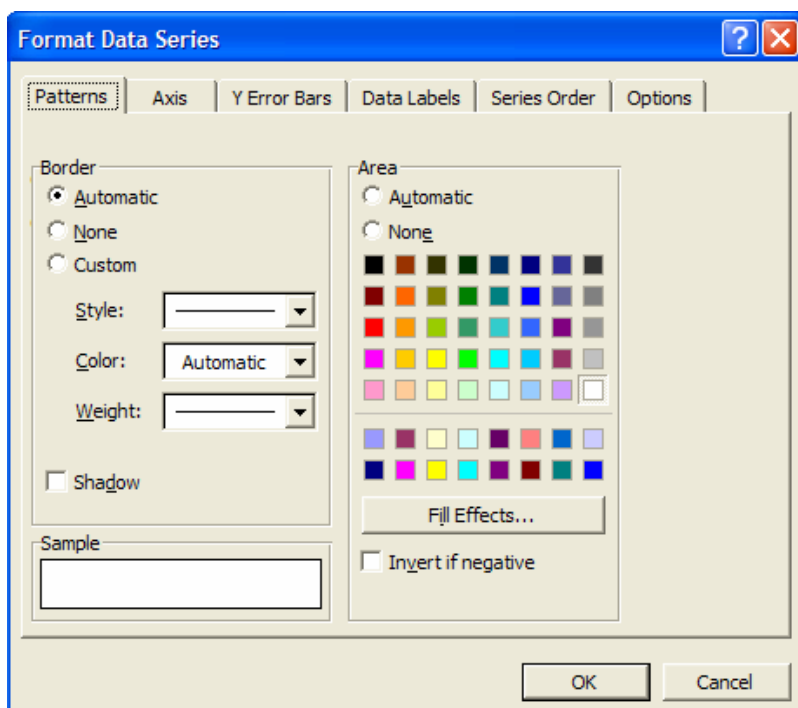 Format Data Series
Patterns Axis Y Error Bars Data Labels Series Order Options
Border
Automatic
None
Custom
Style:
Color: Automatic
Weight:
Shadow
Sample
Area
Automatic
None
Fill Effects...
Invert if negative
OK Cancel